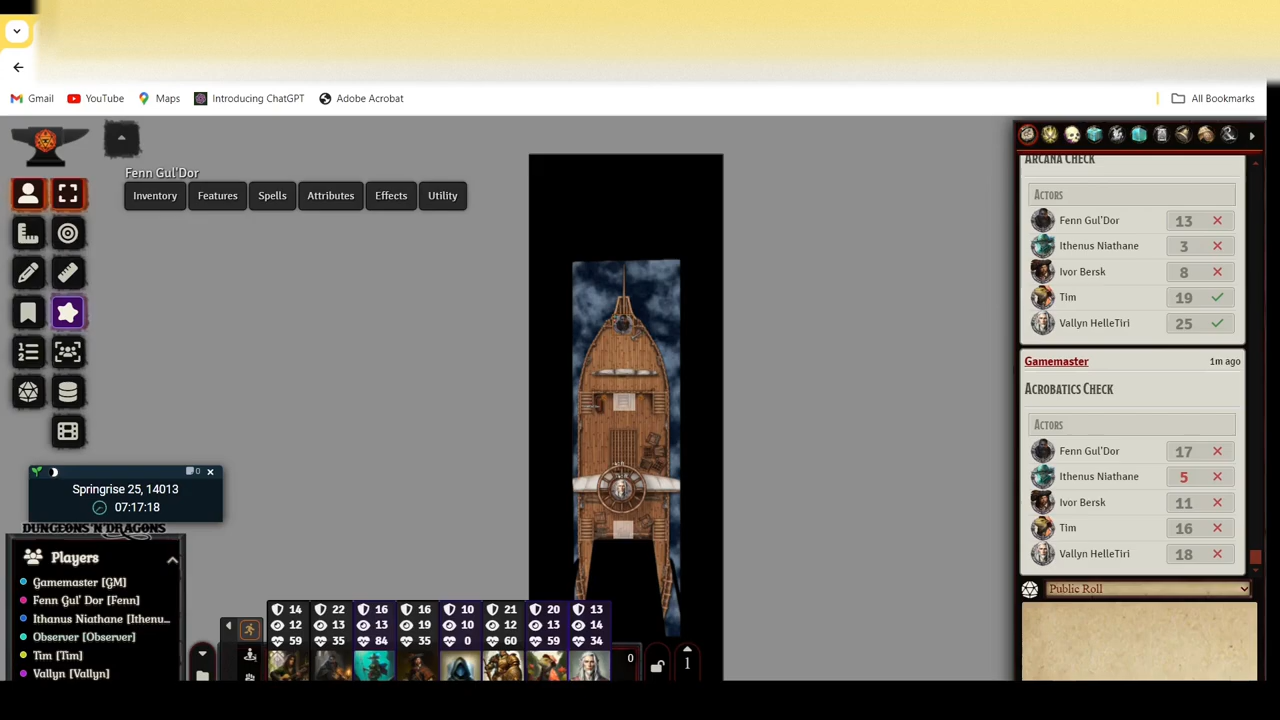 Gmail
YouTube
Maps
Introducing ChatGPT
Adobe Acrobat
All Bookmarks
Fenn Gul'Dor
Inventory
Features
Spells
Attributes
Effects
Utility
Springrise 25, 14013
07:17:18
0
DUNGEONS'N'DRAGONS
Players
Gamemaster [GM]
Fenn Gul' Dor [Fenn]
Ithanus Niathane [Ithenu...
Observer [Observer]
Tim [Tim]
Vallyn [Vallyn]
14 22 16 16 10 21 20 13
12 13 13 19 10 12 13 14
59 35 84 35 0 60 59 34
0
1
ARCANA CHECK
ACTORS
Fenn Gul'Dor 13
Ithenus Niathane 3
Ivor Bersk 8
Tim 19
Vallyn HelleTiri 25
Gamemaster 1m ago
ACROBATICS CHECK
ACTORS
Fenn Gul'Dor 17
Ithenus Niathane 5
Ivor Bersk 11
Tim 16
Vallyn HelleTiri 18
Public Roll